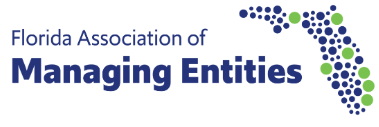 Florida Association of
Managing Entities